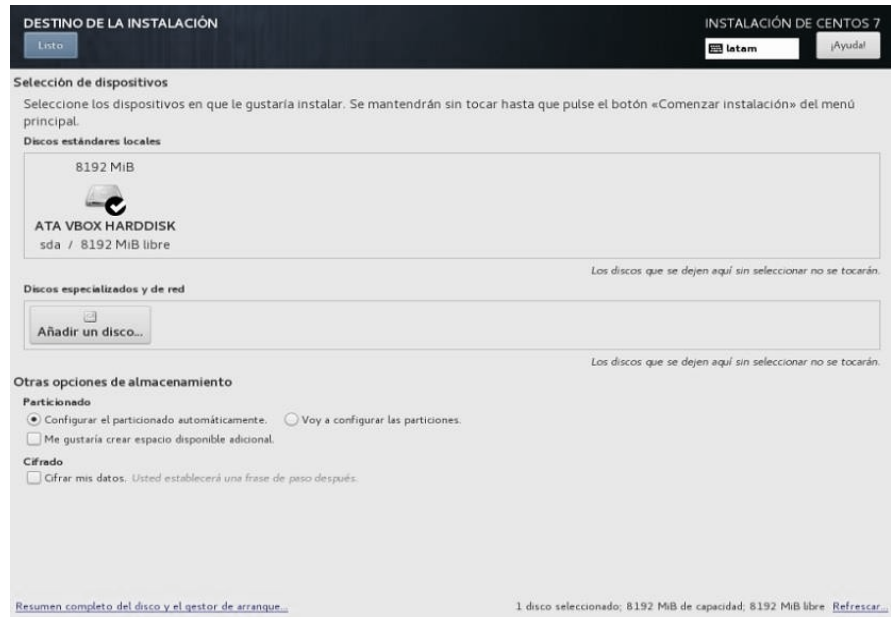 DESTINO DE LA INSTALACIÓN
INSTALACIÓN DE CENTOS 7
Listo
latam
¡Ayuda!
Selección de dispositivos
Seleccione los dispositivos en que le gustaría instalar. Se mantendrán sin tocar hasta que pulse el botón «Comenzar instalación» del menú
principal.
Discos estándares locales
8192 MiB
ATA VBOX HARDDISK
sda / 8192 MiB libre
Los discos que se dejen aquí sin seleccionar no se tocarán.
Discos especializados y de red
Añadir un disco...
Los discos que se dejen aquí sin seleccionar no se tocarán.
Otras opciones de almacenamiento
Particionado
Configurar el particionado automáticamente. Voy a configurar las particiones.
Me gustaría crear espacio disponible adicional.
Cifrado
Cifrar mis datos. Usted establecerá una frase de paso después.
Resumen completo del disco y el gestor de arranque...
1 disco seleccionado; 8192 MiB de capacidad; 8192 MiB libre Refrescar...